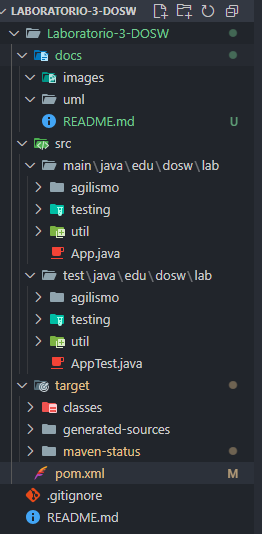 LABORATORIO-3-DOSW
Laboratorio-3-DOSW
docs
images
uml
README.md U
src
main\java\edu\dosw\lab
agilismo
testing
util
App.java
test\java\edu\dosw\lab
agilismo
testing
util
AppTest.java
target
classes
generated-sources
maven-status
pom.xml M
.gitignore
README.md